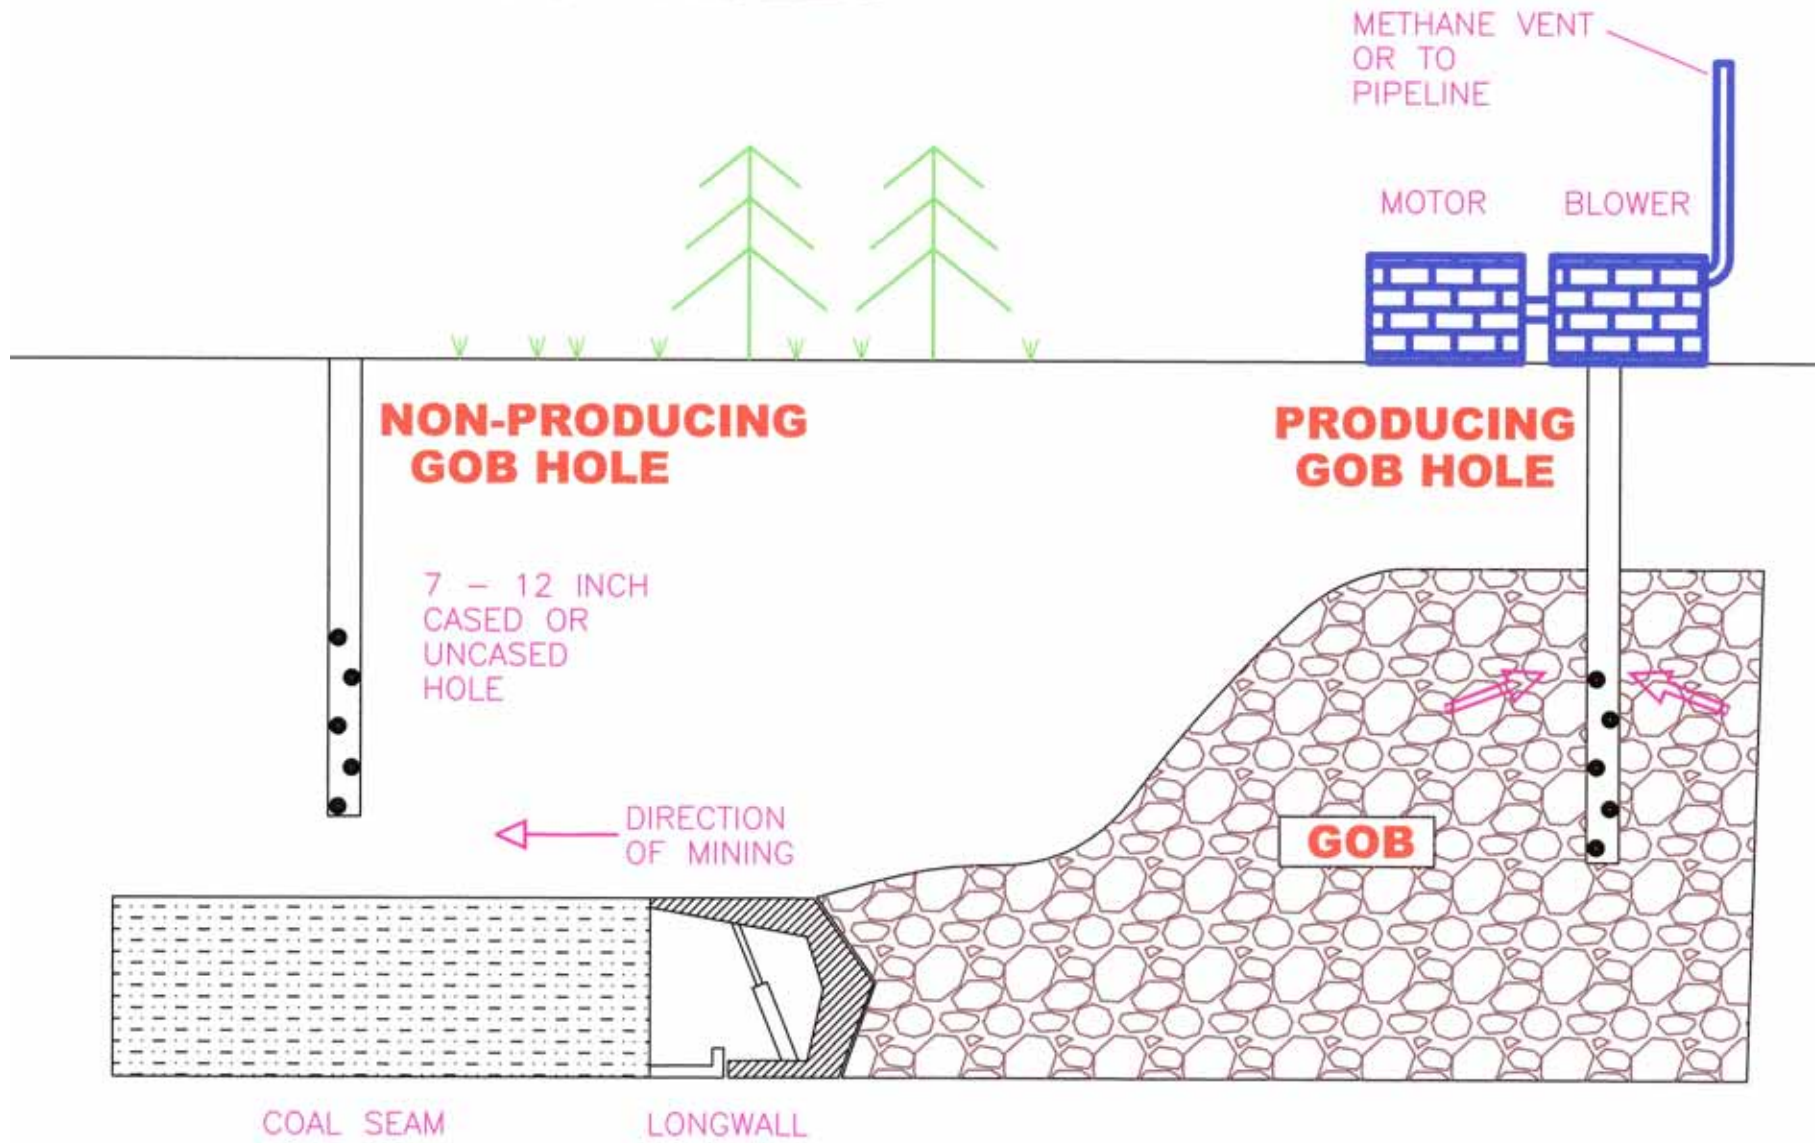 METHANE VENT
OR TO
PIPELINE
MOTOR
BLOWER
NON-PRODUCING
GOB HOLE
PRODUCING
GOB HOLE
7 – 12 INCH
CASED OR
UNCASED
HOLE
DIRECTION
OF MINING
GOB
COAL SEAM
LONGWALL